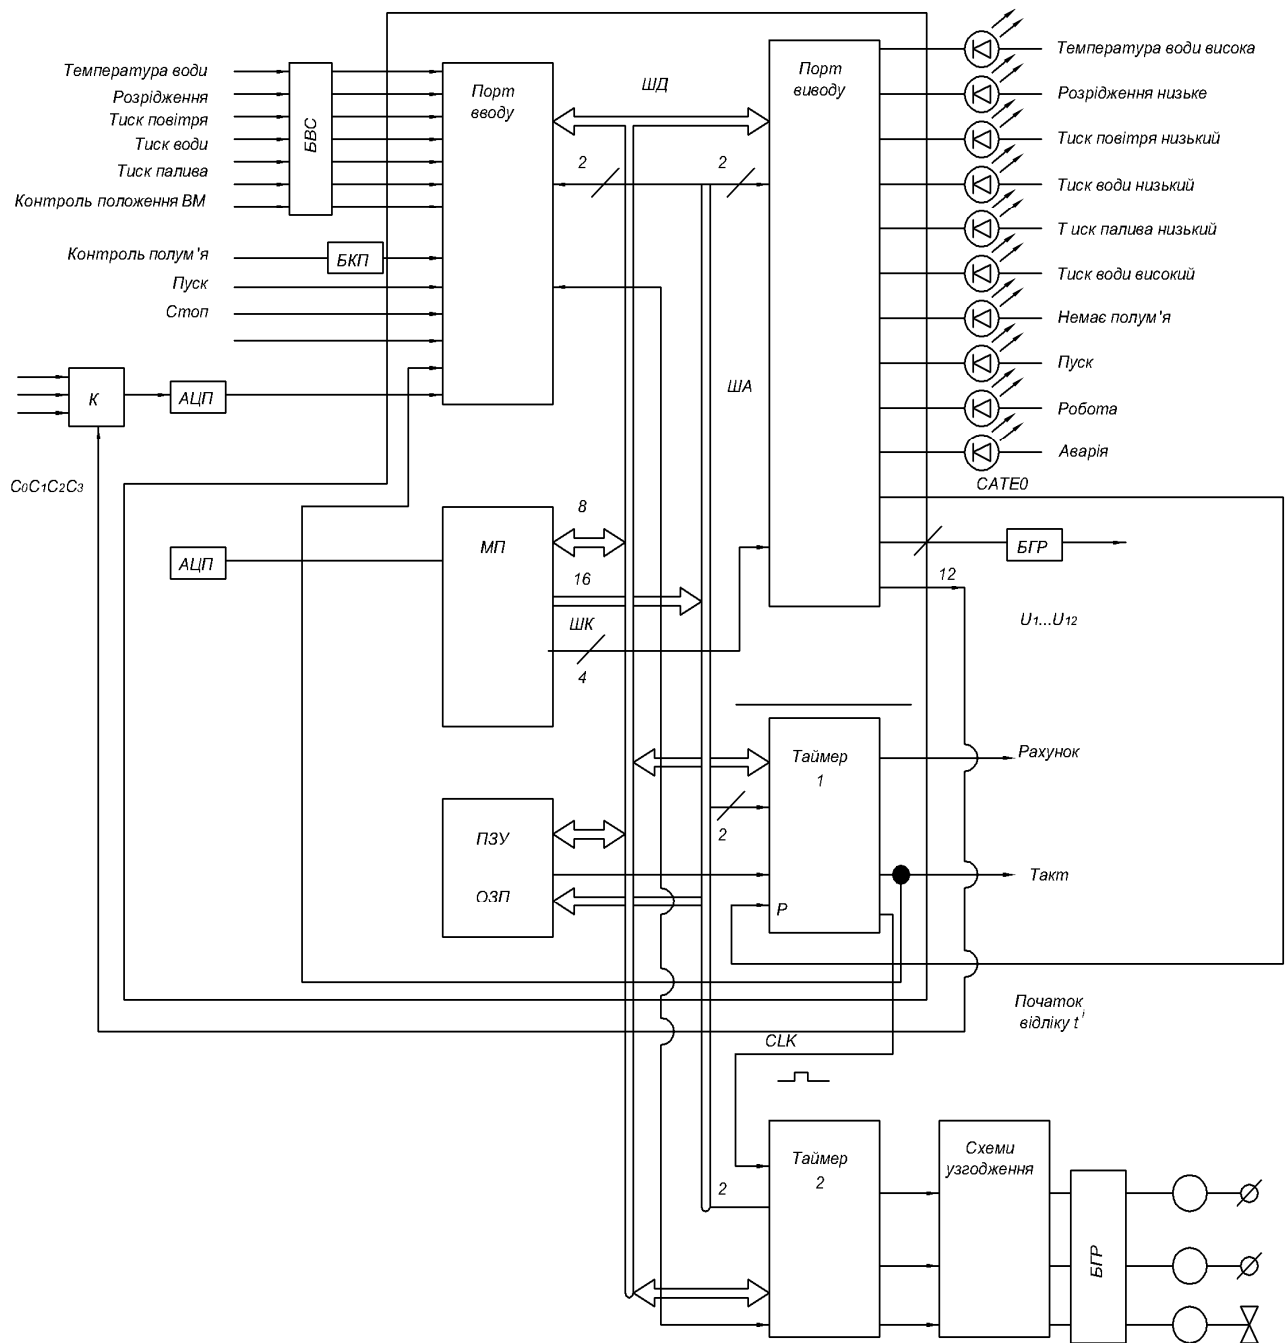 Температура води
Розрідження
Тиск повітря
Тиск води
Тиск палива
Контроль положення ВМ
БВС
Порт
вводу
ШД
2
2
Порт
виводу
Температура води висока
Розрідження низьке
Тиск повітря низький
Тиск води низький
Т иск палива низький
Тиск води високий
Немає полум'я
Пуск
Робота
Аварія
Контроль полум'я
БКП
Пуск
Стоп
К
АЦП
ША
C0C1C2C3
CATE0
АЦП
МП
8
16
ШК
4
БГР
12
U1...U12
Таймер
1
Р
2
Рахунок
Такт
ПЗУ
ОЗП
Початок
відліку t i
CLK
Таймер
2
2
Схеми
узгодження
БГР